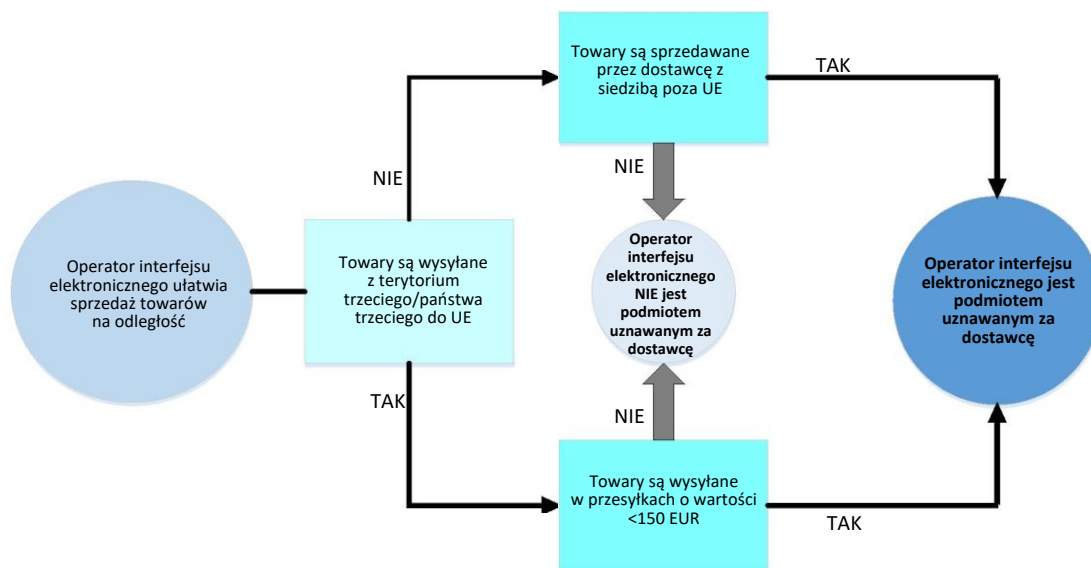 Operator interfejsu
elektronicznego ułatwia
sprzedaż towarów
na odległość
Towary są wysyłane
z terytorium
trzeciego/państwa
trzeciego do UE
NIE
TAK
Towary są sprzedawane
przez dostawcę z
siedzibą poza UE
TAK
NIE
Operator
interfejsu
elektronicznego
NIE jest
podmiotem
uznawanym za
dostawcę
NIE
Towary są wysyłane
w przesyłkach o wartości
<150 EUR
TAK
Operator interfejsu
elektronicznego jest
podmiotem
uznawanym za
dostawcę